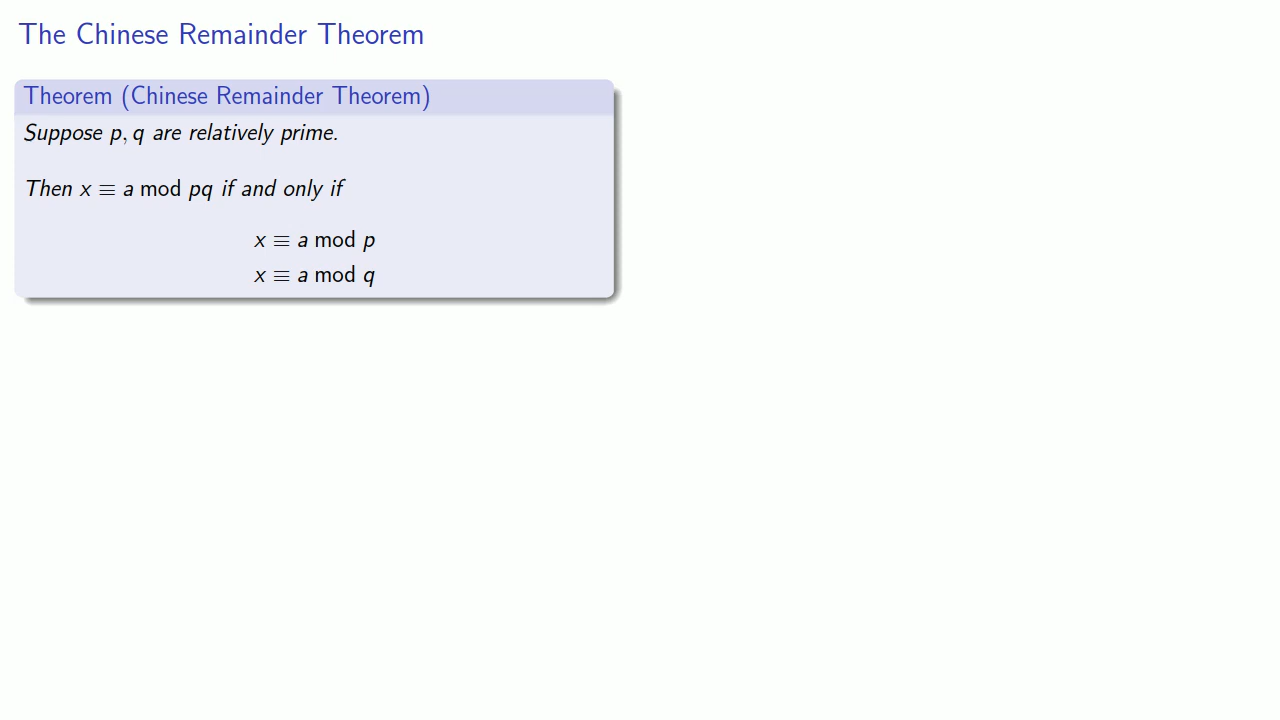 The Chinese Remainder Theorem
Theorem (Chinese Remainder Theorem)
Suppose p, q are relatively prime.
Then x ≡ a mod pq if and only if
x ≡ a mod p
x ≡ a mod q